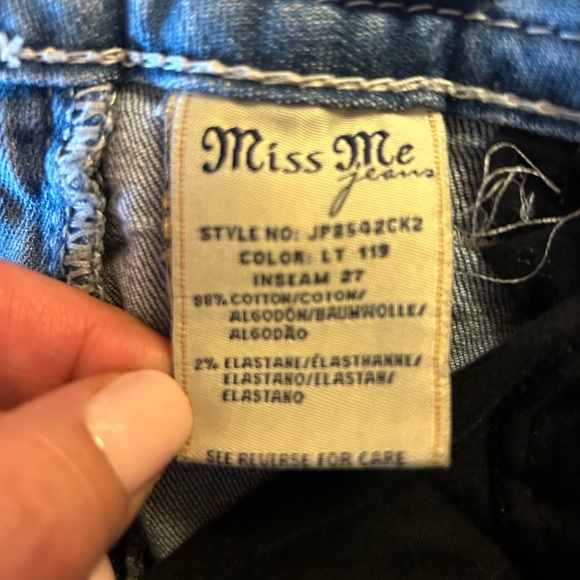 Miss Me
jeans
STYLE NO: JP8542CK2
COLOR: LT 119
INSEAM 27
98% COTTON/COTON/
ALGODÓN/BAUMWOLLE/
ALGODÃO
2% ELASTANE/ÉLASTHANNE/
ELASTANO/ELASTAN/
ELASTANO
SEE REVERSE FOR CARE